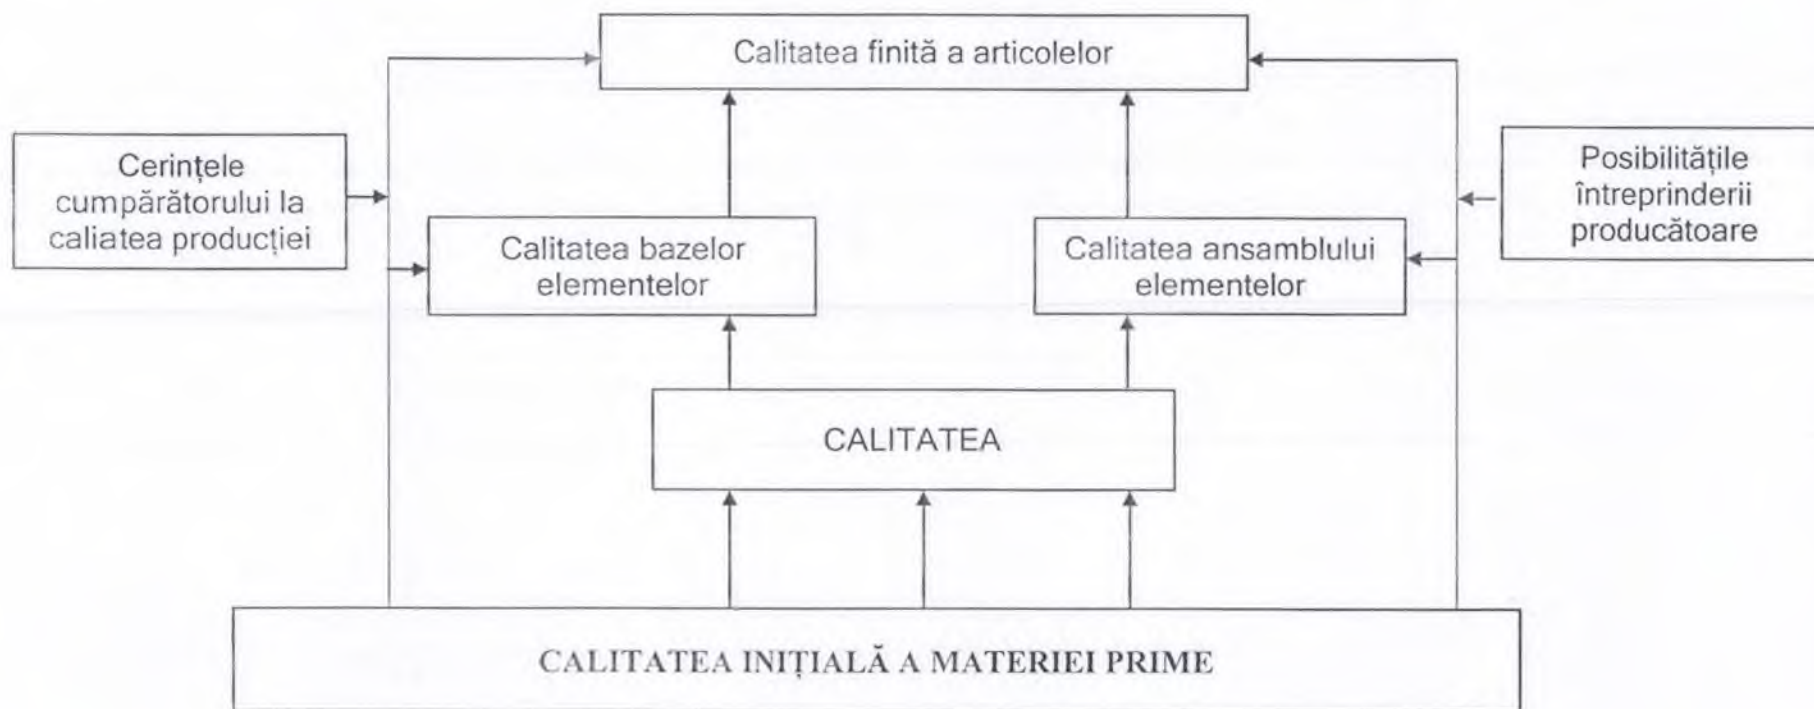 Calitatea finită a articolelor
Cerințele
cumpărătorului la
caliatea producției
Posibilitățile
întreprinderii
producătoare
Calitatea bazelor
elementelor
Calitatea ansamblului
elementelor
CALITATEA
CALITATEA INIȚIALĂ A MATERIEI PRIME